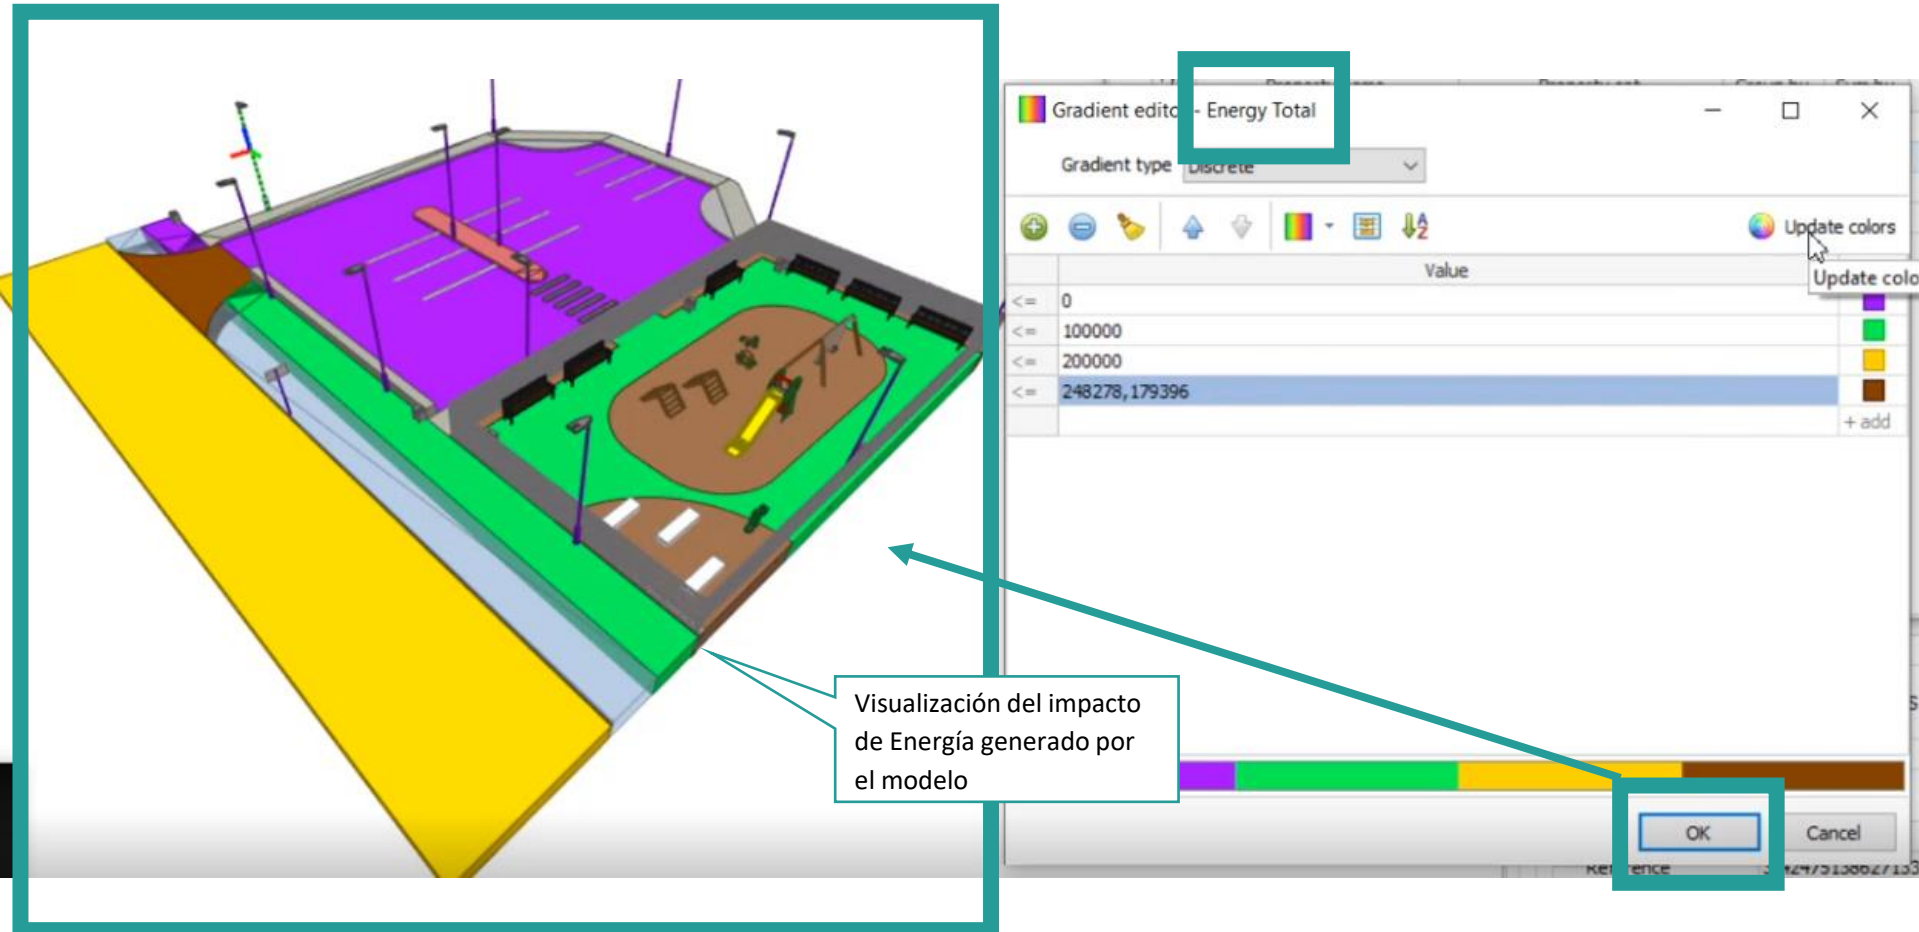 Gradient edito - Energy Total
Gradient type Discrete
Update colors
Value
Update colo
<= 0
<= 100000
<= 200000
<= 248278,179396
+ add
Visualización del impacto
de Energía generado por
el modelo
OK
Cancel